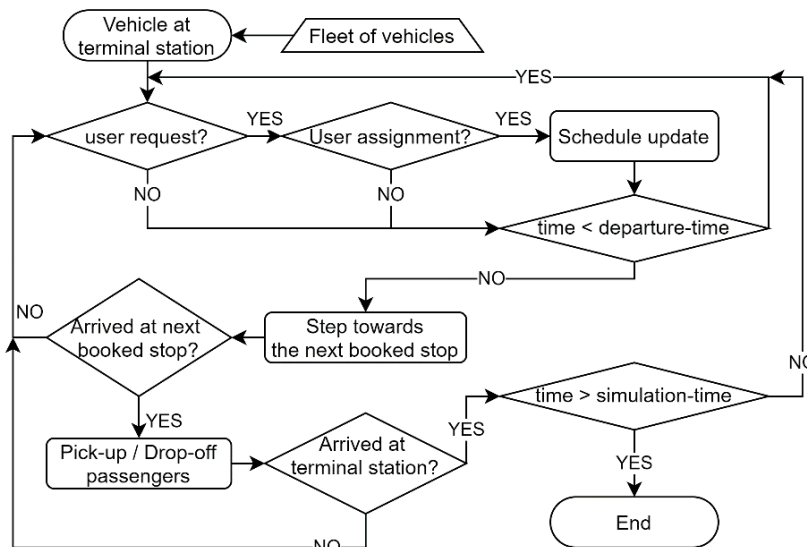 Vehicle at
terminal station
Fleet of vehicles
YES
user request?
YES
User assignment?
YES
Schedule update
NO
NO
time < departure-time
NO
NO
Arrived at next
booked stop?
Step towards
the next booked stop
NO
time > simulation-time
YES
YES
Pick-up / Drop-off
passengers
Arrived at
terminal station?
YES
End
NO